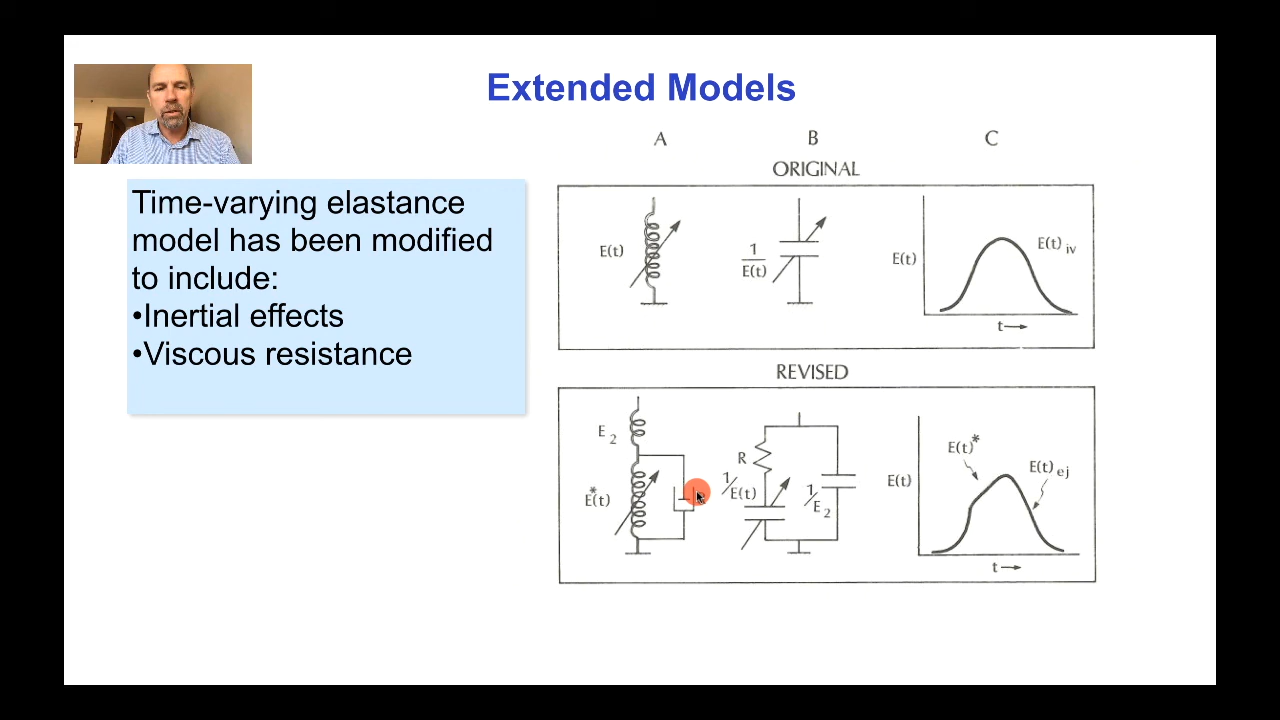 Extended Models
Time-varying elastance
model has been modified
to include:
•Inertial effects
•Viscous resistance
A B C
ORIGINAL
E(t)
1
E(t)
E(t)
E(t) iv
t
REVISED
E 2
E(t)
*
R
1/E(t)
1/E 2
E(t)
E(t)*
E(t) ej
t